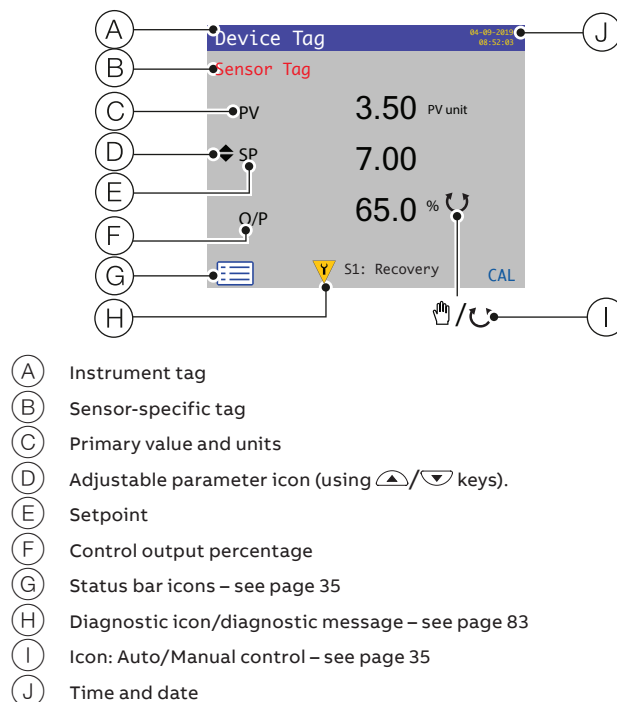 A Device Tag 04-09-2019 J
08:52:03
B Sensor Tag
C PV 3.50 PV unit
D SP 7.00
E
F O/P 65.0 %
G S1: Recovery CAL
H / I
A Instrument tag
B Sensor-specific tag
C Primary value and units
D Adjustable parameter icon (using / keys).
E Setpoint
F Control output percentage
G Status bar icons – see page 35
H Diagnostic icon/diagnostic message – see page 83
I Icon: Auto/Manual control – see page 35
J Time and date